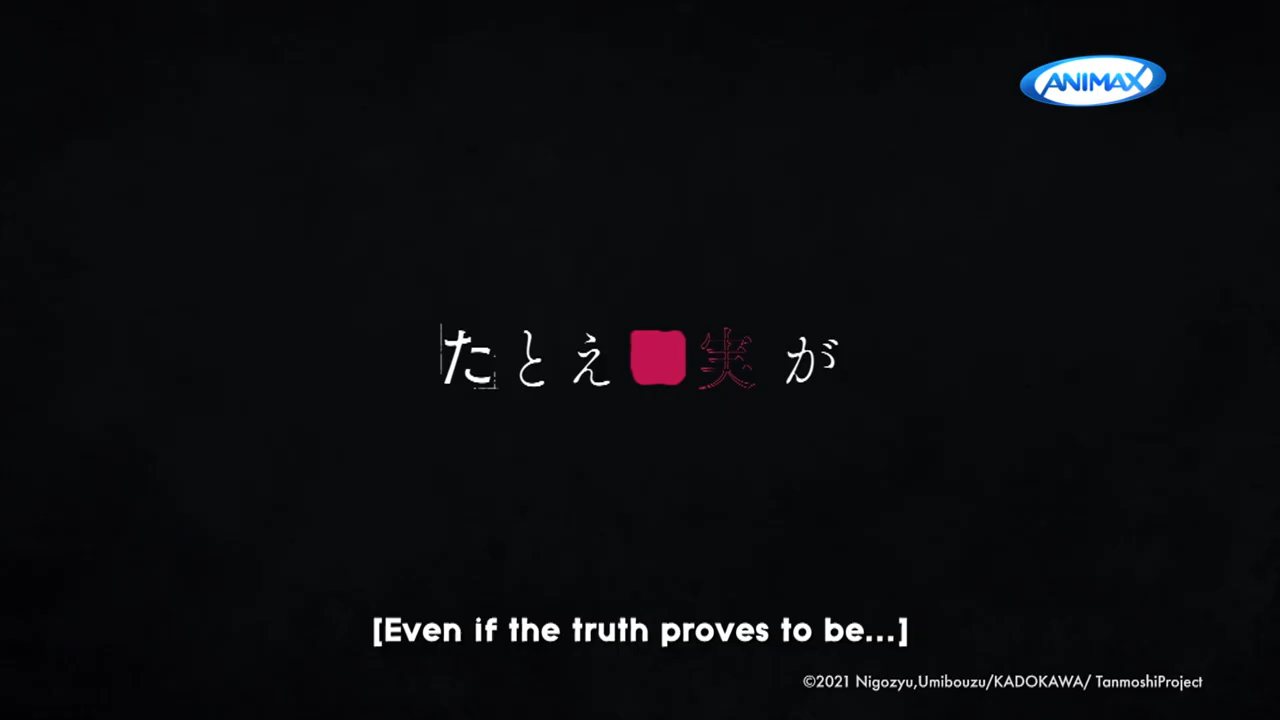 ANIMAX
たとえ 実が
[Even if the truth proves to be...]
©2021 Nigozyu,Umibouzu/KADOKAWA/ TanmoshiProject